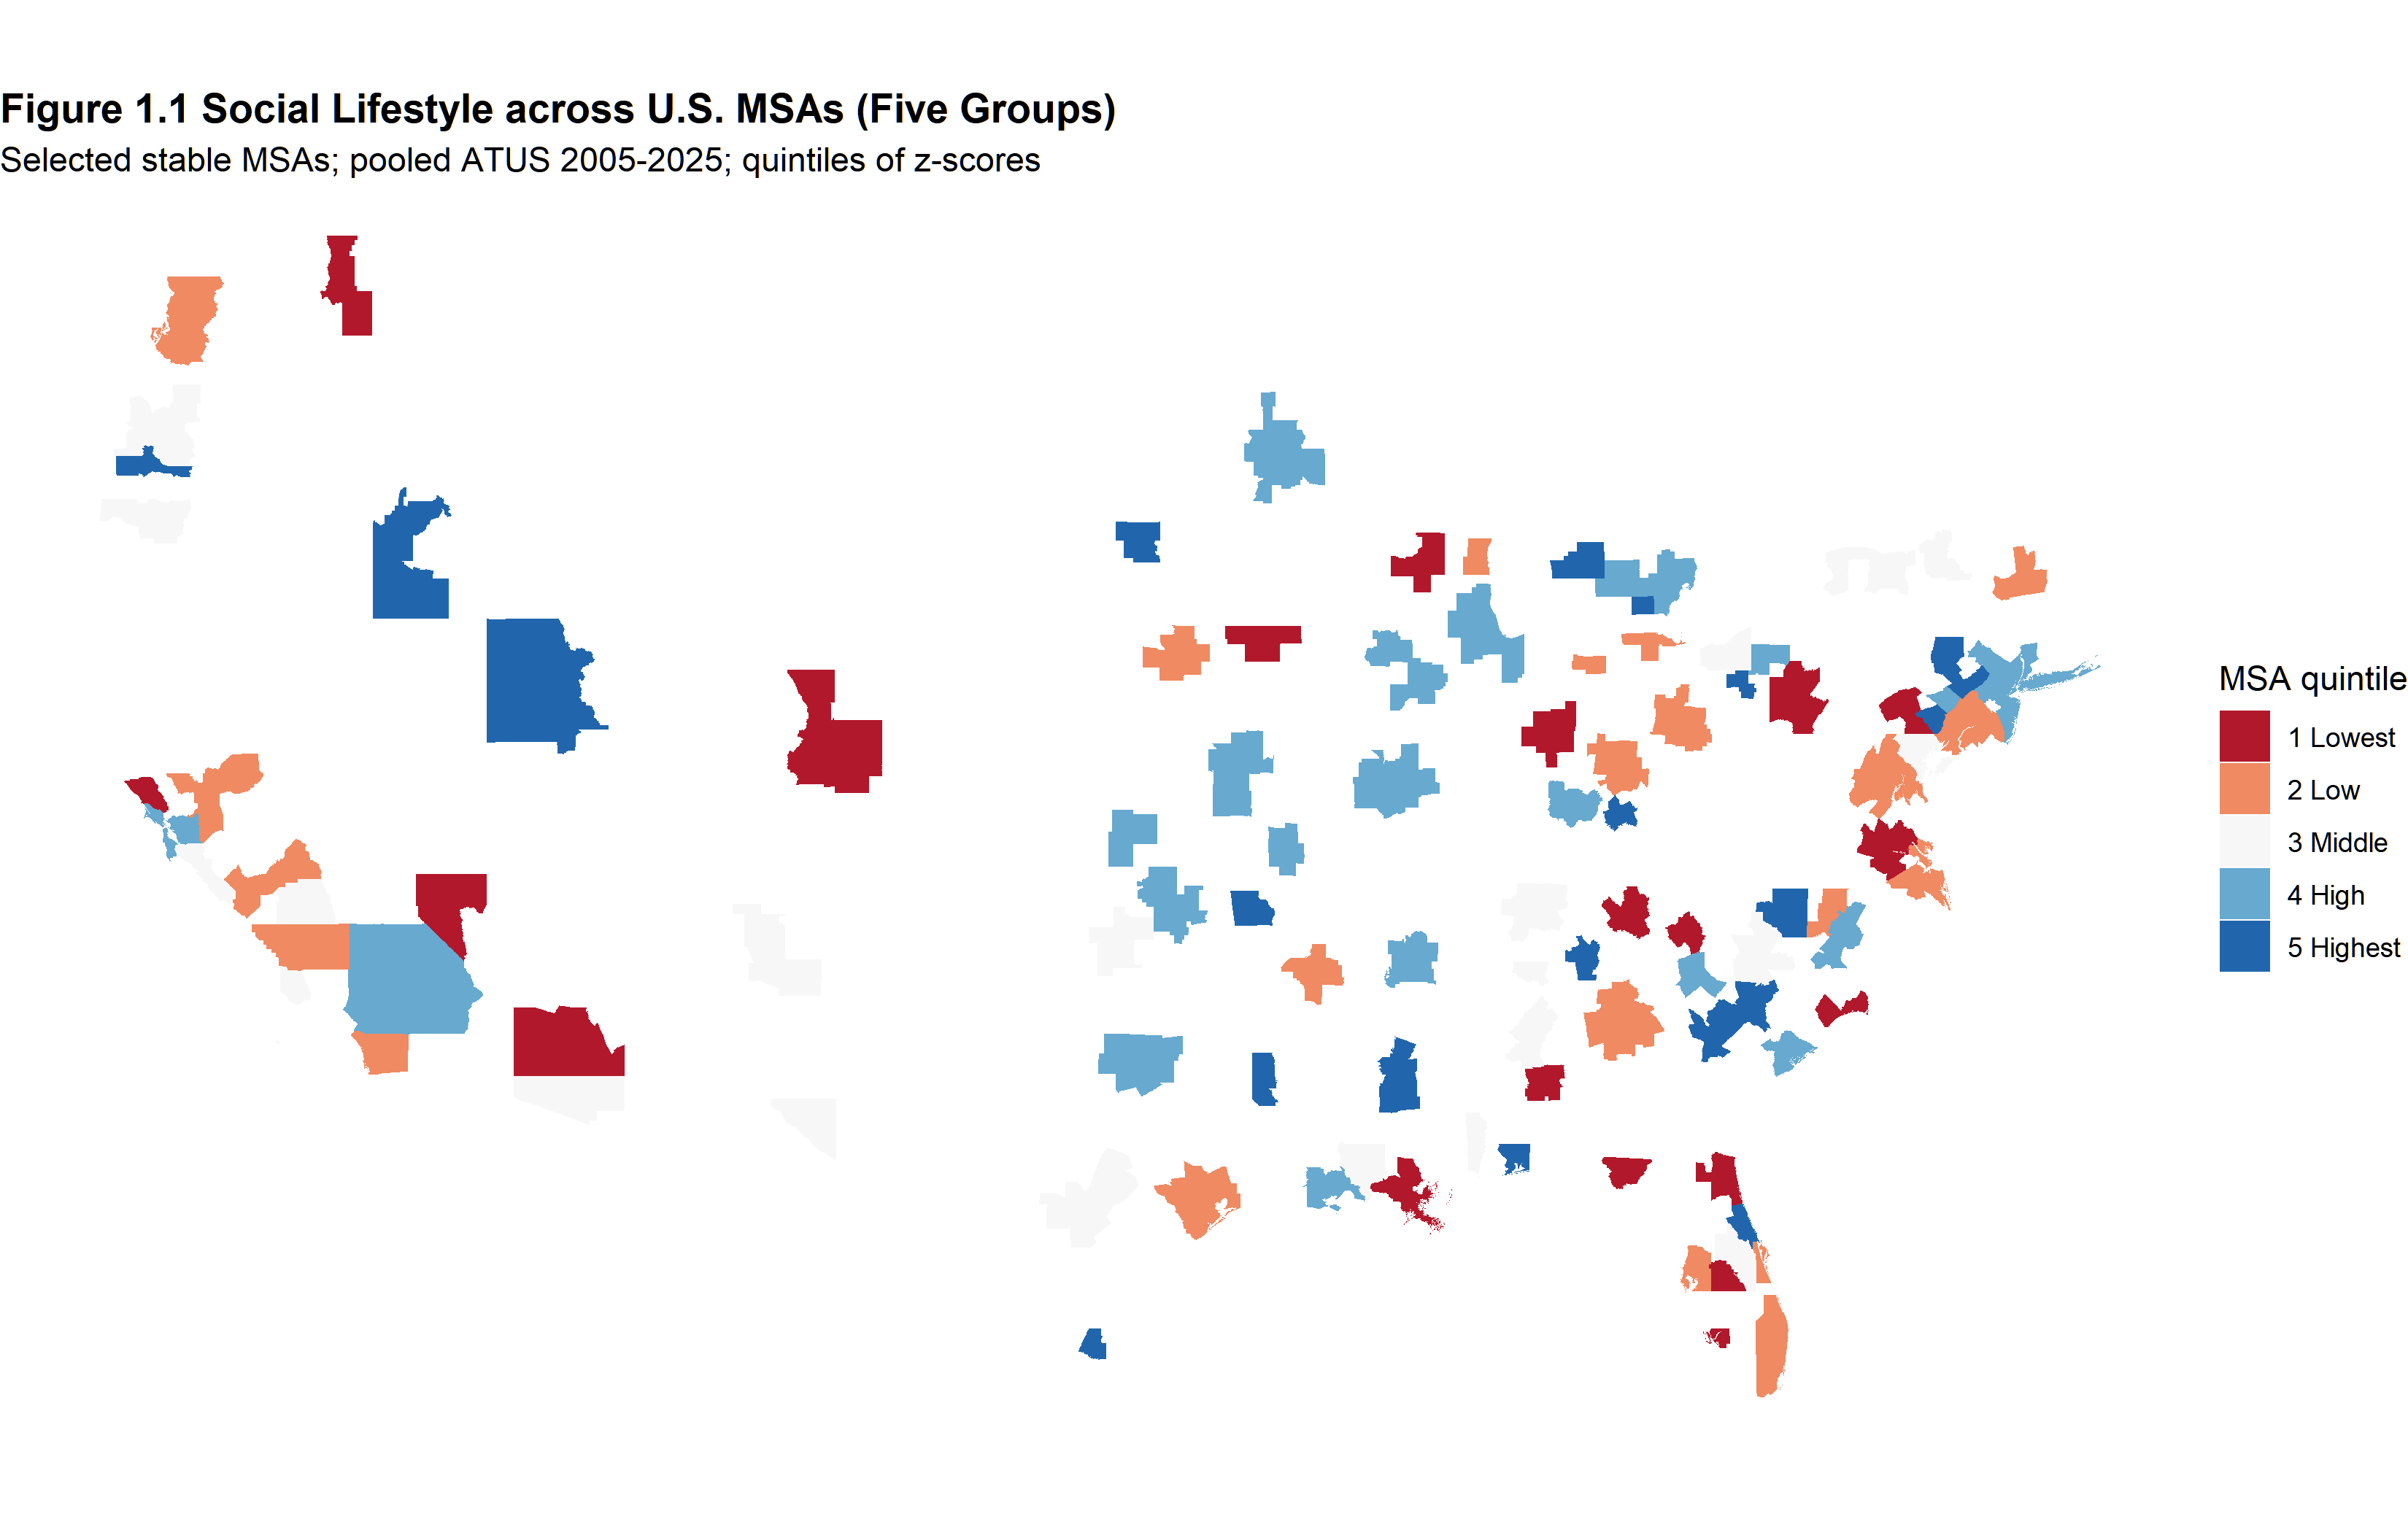 Figure 1.1 Social Lifestyle across U.S. MSAs (Five Groups)
Selected stable MSAs; pooled ATUS 2005-2025; quintiles of z-scores
MSA quintile
1 Lowest
2 Low
3 Middle
4 High
5 Highest